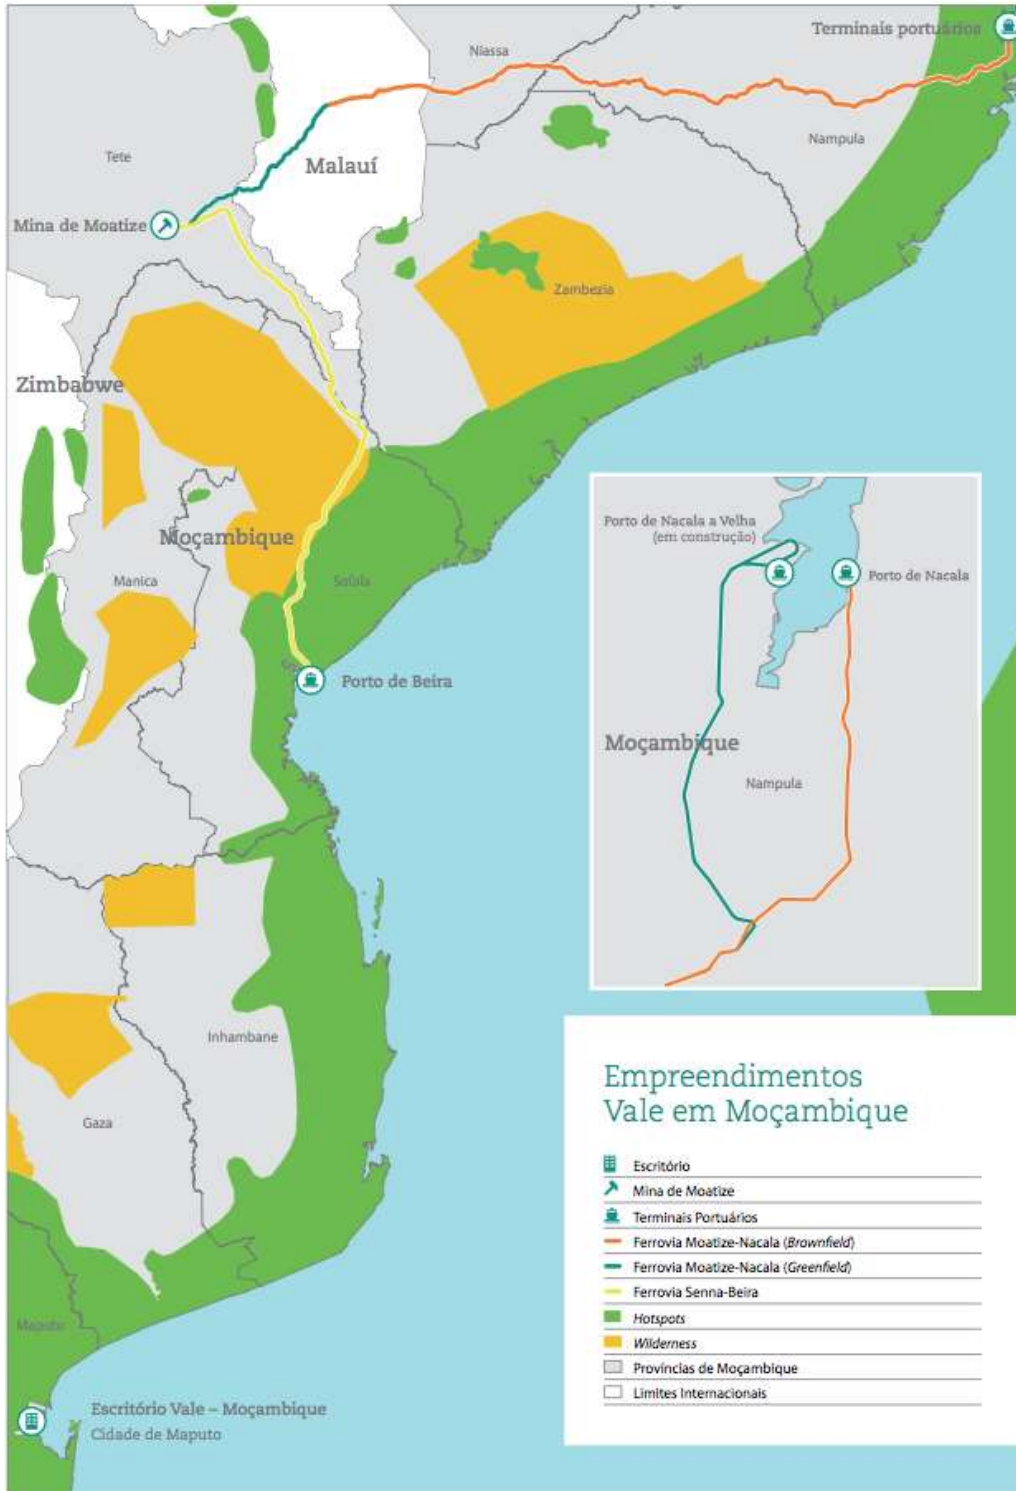 Terminais portuários
Niassa
Nampula
Tete
Malauí
Mina de Moatize
Zambezia
Zimbabwe
Moçambique
Manica
Sofala
Porto de Beira
Inhambane
Gaza
Maputo
Escritório Vale – Moçambique
Cidade de Maputo
Porto de Nacala a Velha
(em construção)
Porto de Nacala
Moçambique
Nampula
Empreendimentos
Vale em Moçambique
Escritório
Mina de Moatize
Terminais Portuários
Ferrovia Moatize-Nacala (Brownfield)
Ferrovia Moatize-Nacala (Greenfield)
Ferrovia Senna-Beira
Hotspots
Wilderness
Províncias de Moçambique
Limites Internacionais